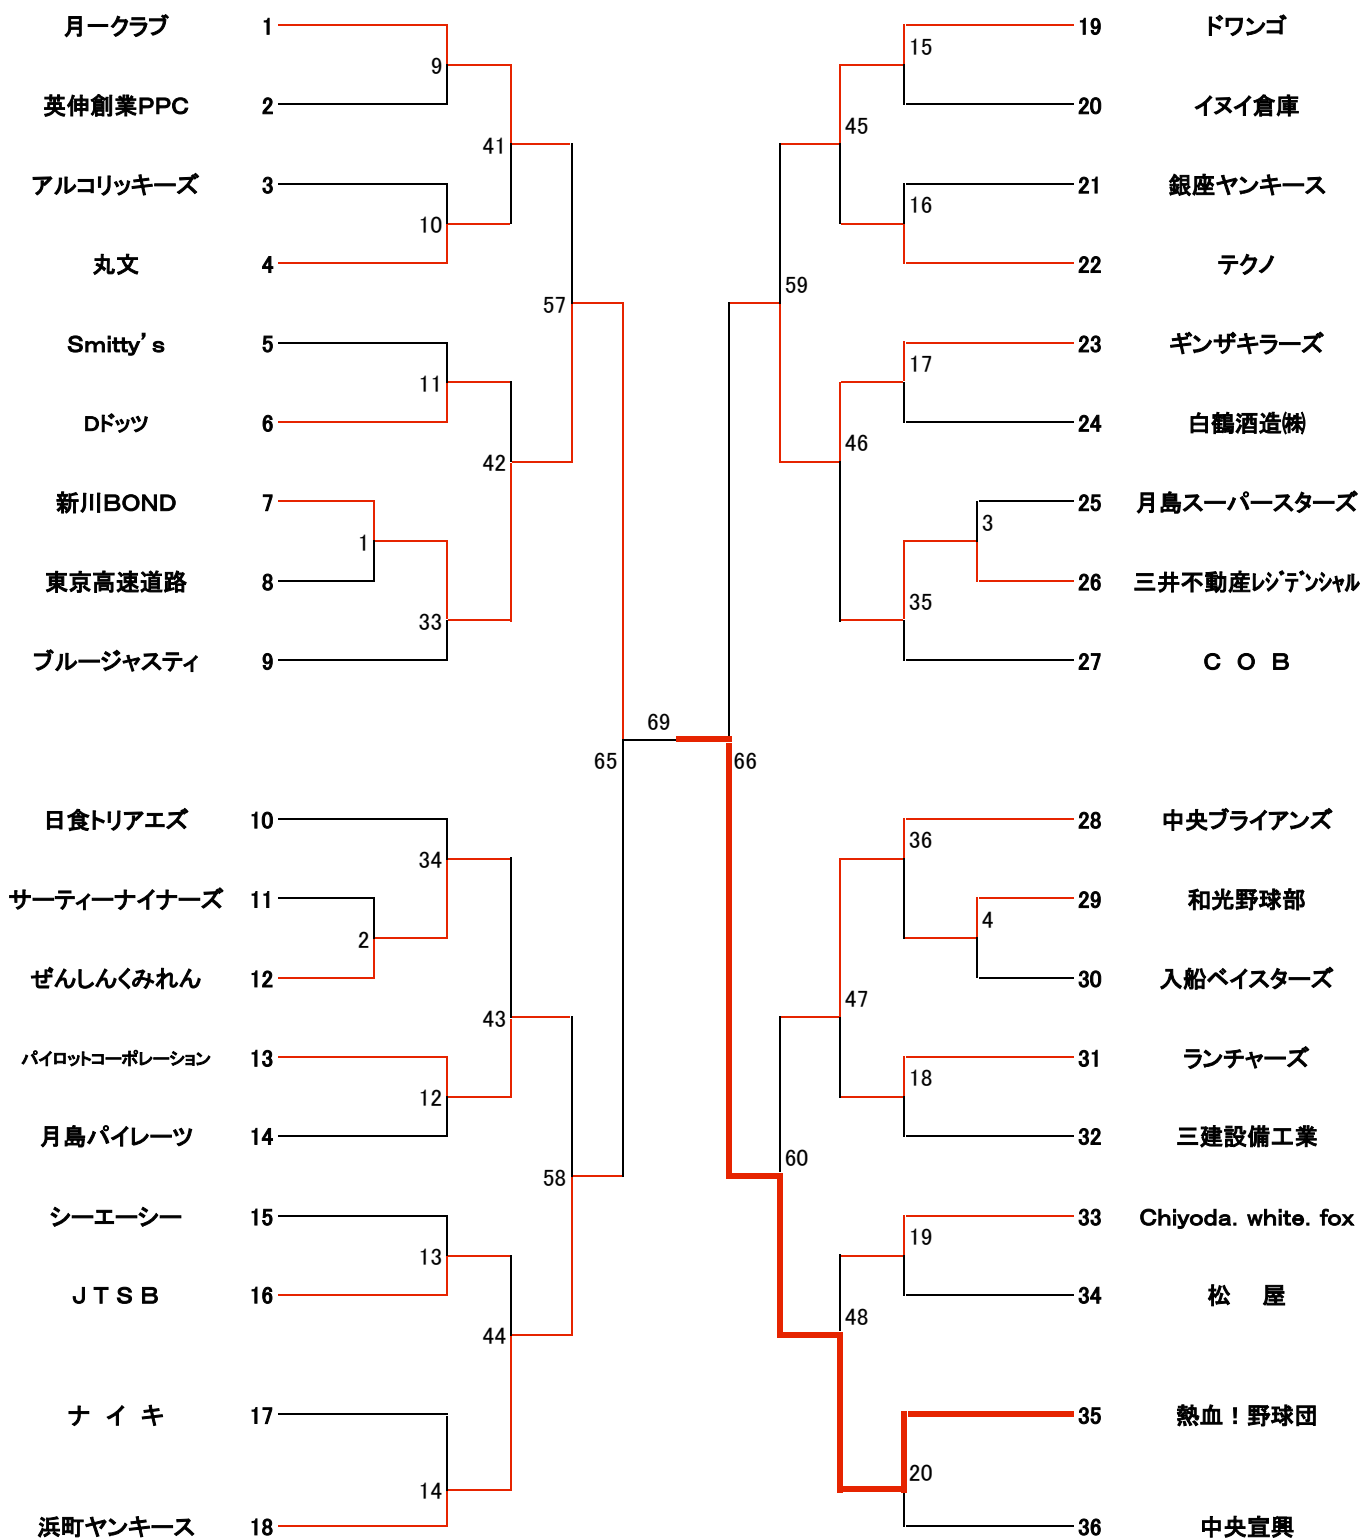 月一クラブ 1
9
英伸創業PPC 2
41
アルコリッキーズ 3
10
丸文 4
57
Smitty's 5
11
Dドッツ 6
42
新川BOND 7
1
東京高速道路 8
33
ブルージャスティ 9
69
65
日食トリアエズ 10
34
サーティーナイナーズ 11
2
ぜんしんくみれん 12
43
パイロットコーポレーション 13
12
月島パイレーツ 14
58
シーエーシー 15
13
JTSB 16
44
ナイキ 17
14
浜町ヤンキース 18
19 ドワンゴ
15
20 イヌイ倉庫
45
21 銀座ヤンキース
16
22 テクノ
59
23 ギンザキラーズ
17
24 白鶴酒造㈱
46
25 月島スーパースターズ
3
26 三井不動産ﾚｼﾞﾃﾞﾝｼｬﾙ
35
27 COB
66
28 中央ブライアンズ
36
29 和光野球部
4
30 入船ベイスターズ
47
31 ランチャーズ
18
32 三建設備工業
60
33 Chiyoda. white. fox
19
34 松 屋
48
35 熱血！野球団
20
36 中央宣興